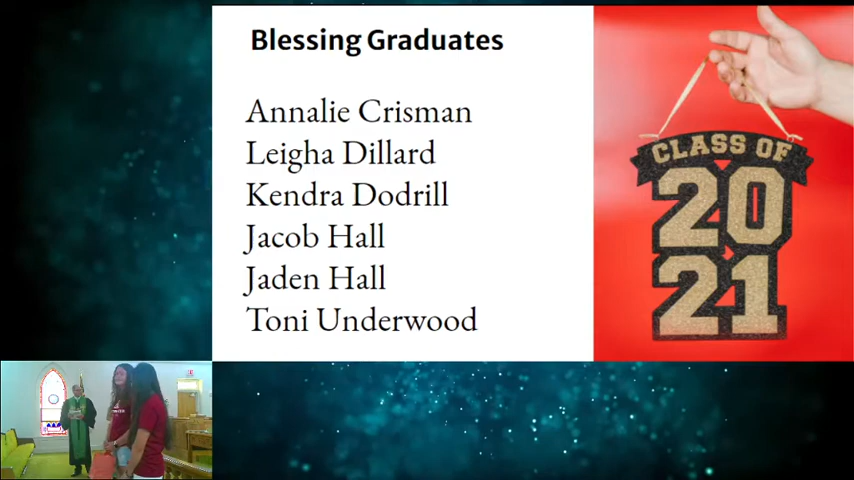 Blessing Graduates
Annalie Crisman
Leigha Dillard
Kendra Dodrill
Jacob Hall
Jaden Hall
Toni Underwood
CLASS OF
20
21